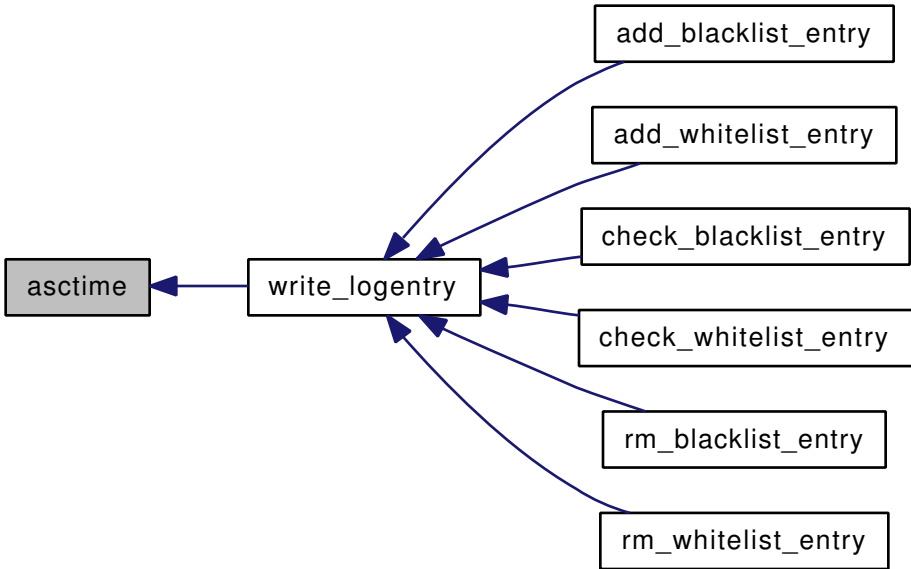 add_blacklist_entry
add_whitelist_entry
check_blacklist_entry
asctime
write_logentry
check_whitelist_entry
rm_blacklist_entry
rm_whitelist_entry